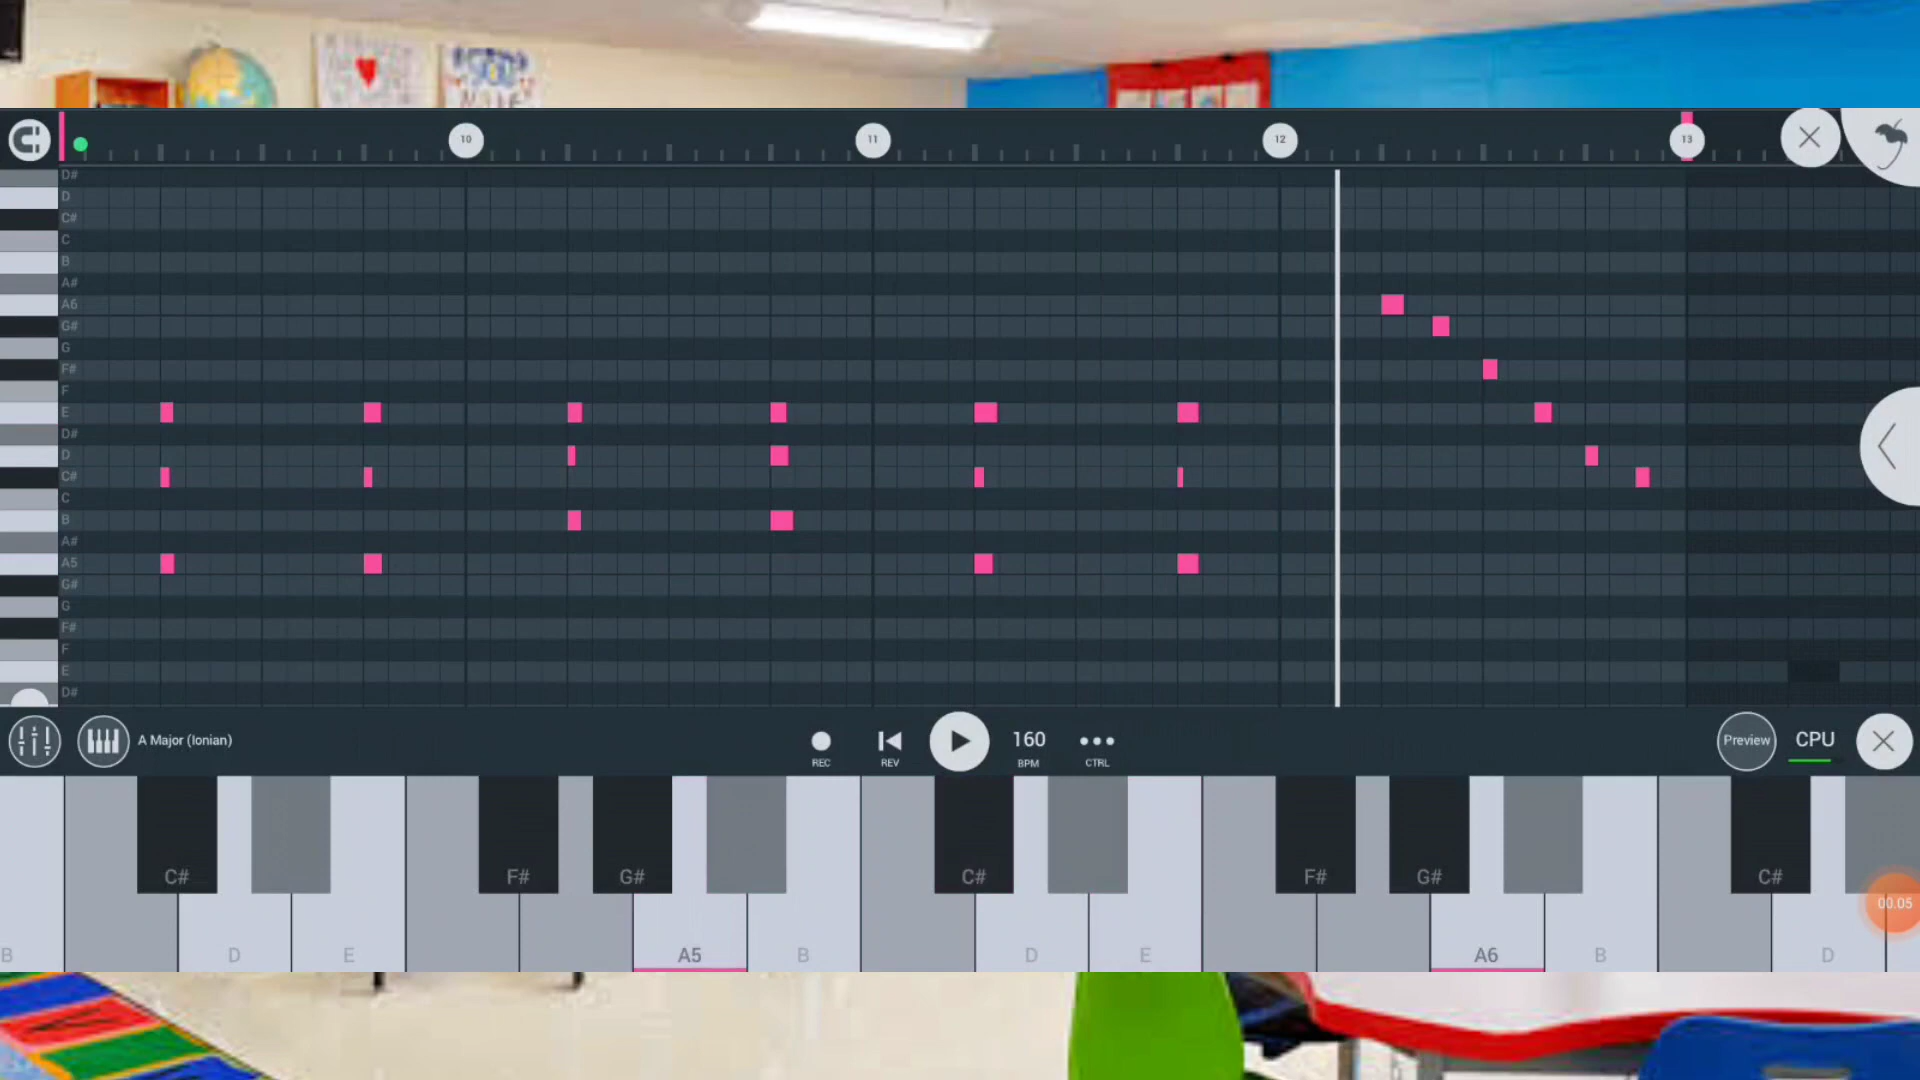 10 11 12 13
D#
D
C#
C
B
A#
A6
G#
G
F#
F
E
D#
D
C#
C
B
A#
A5
G#
G
F#
F
E
D#
A Major (Ionian)
REC
REV
160
BPM
CTRL
Preview
CPU
C# F# G# C# F# G# C#
00.05
B D E A5 B D E A6 B D